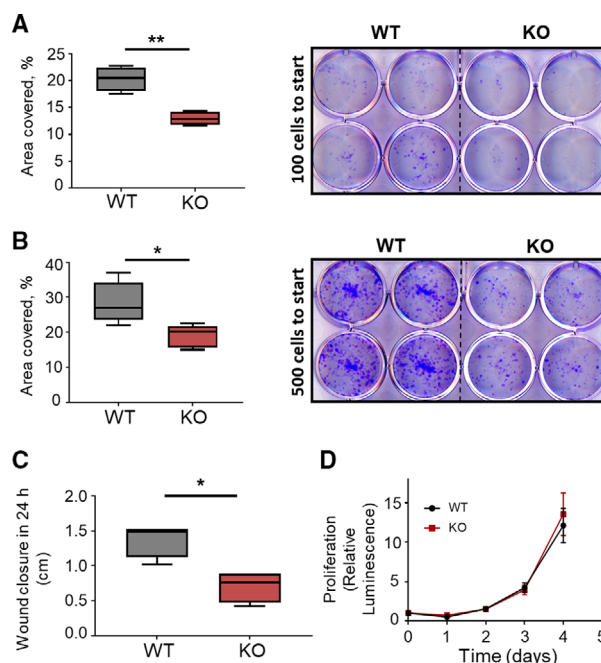 A
Area covered, %
25
20
15
10
5
0
**
WT
KO
WT
KO
100 cells to start
B
Area covered, %
40
30
20
10
0
*
WT
KO
WT
KO
500 cells to start
C
Wound closure in 24 h
(cm)
2.0
1.5
1.0
0.5
0.0
*
WT
KO
D
Proliferation
(Relative
Luminescence)
15
10
5
0
WT
KO
0
1
2
3
4
5
Time (days)